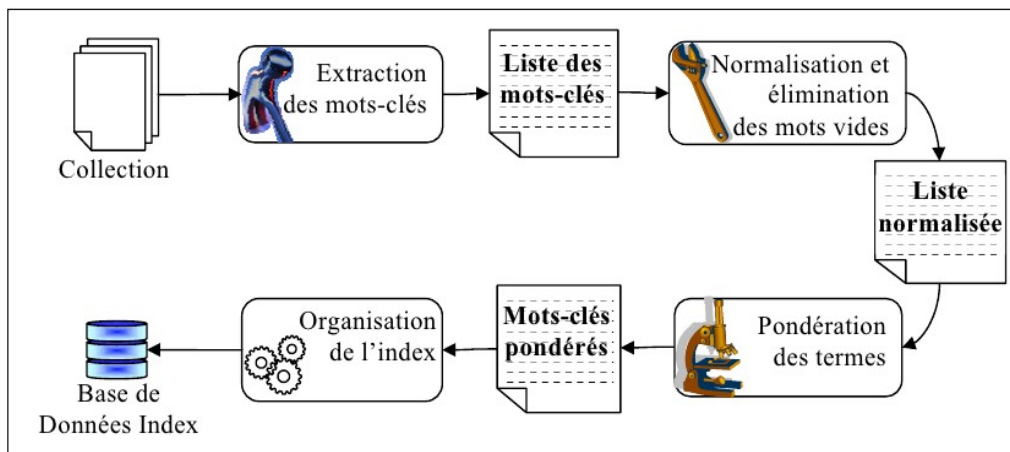 Collection
Extraction
des mots-clés
Liste des
mots-clés
Normalisation et
élimination
des mots vides
Liste
normalisée
Pondération
des termes
Mots-clés
pondérés
Organisation
de l’index
Base de
Données Index